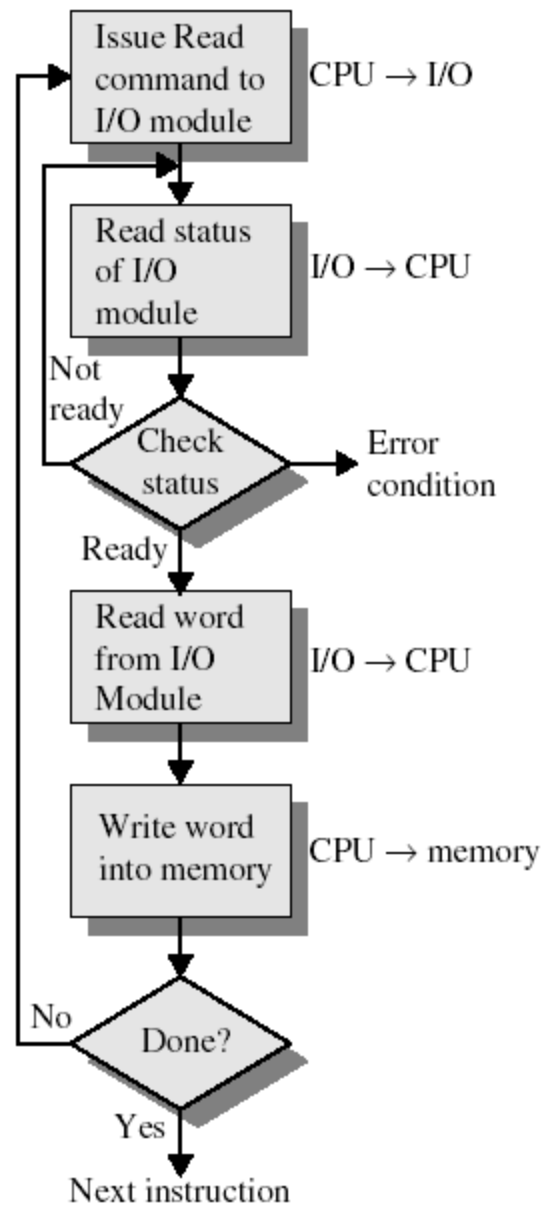 Issue Read
command to
I/O module
CPU → I/O
Read status
of I/O
module
I/O → CPU
Not
ready
Check
status
Error
condition
Ready
Read word
from I/O
Module
I/O → CPU
Write word
into memory
CPU → memory
No
Done?
Yes
Next instruction